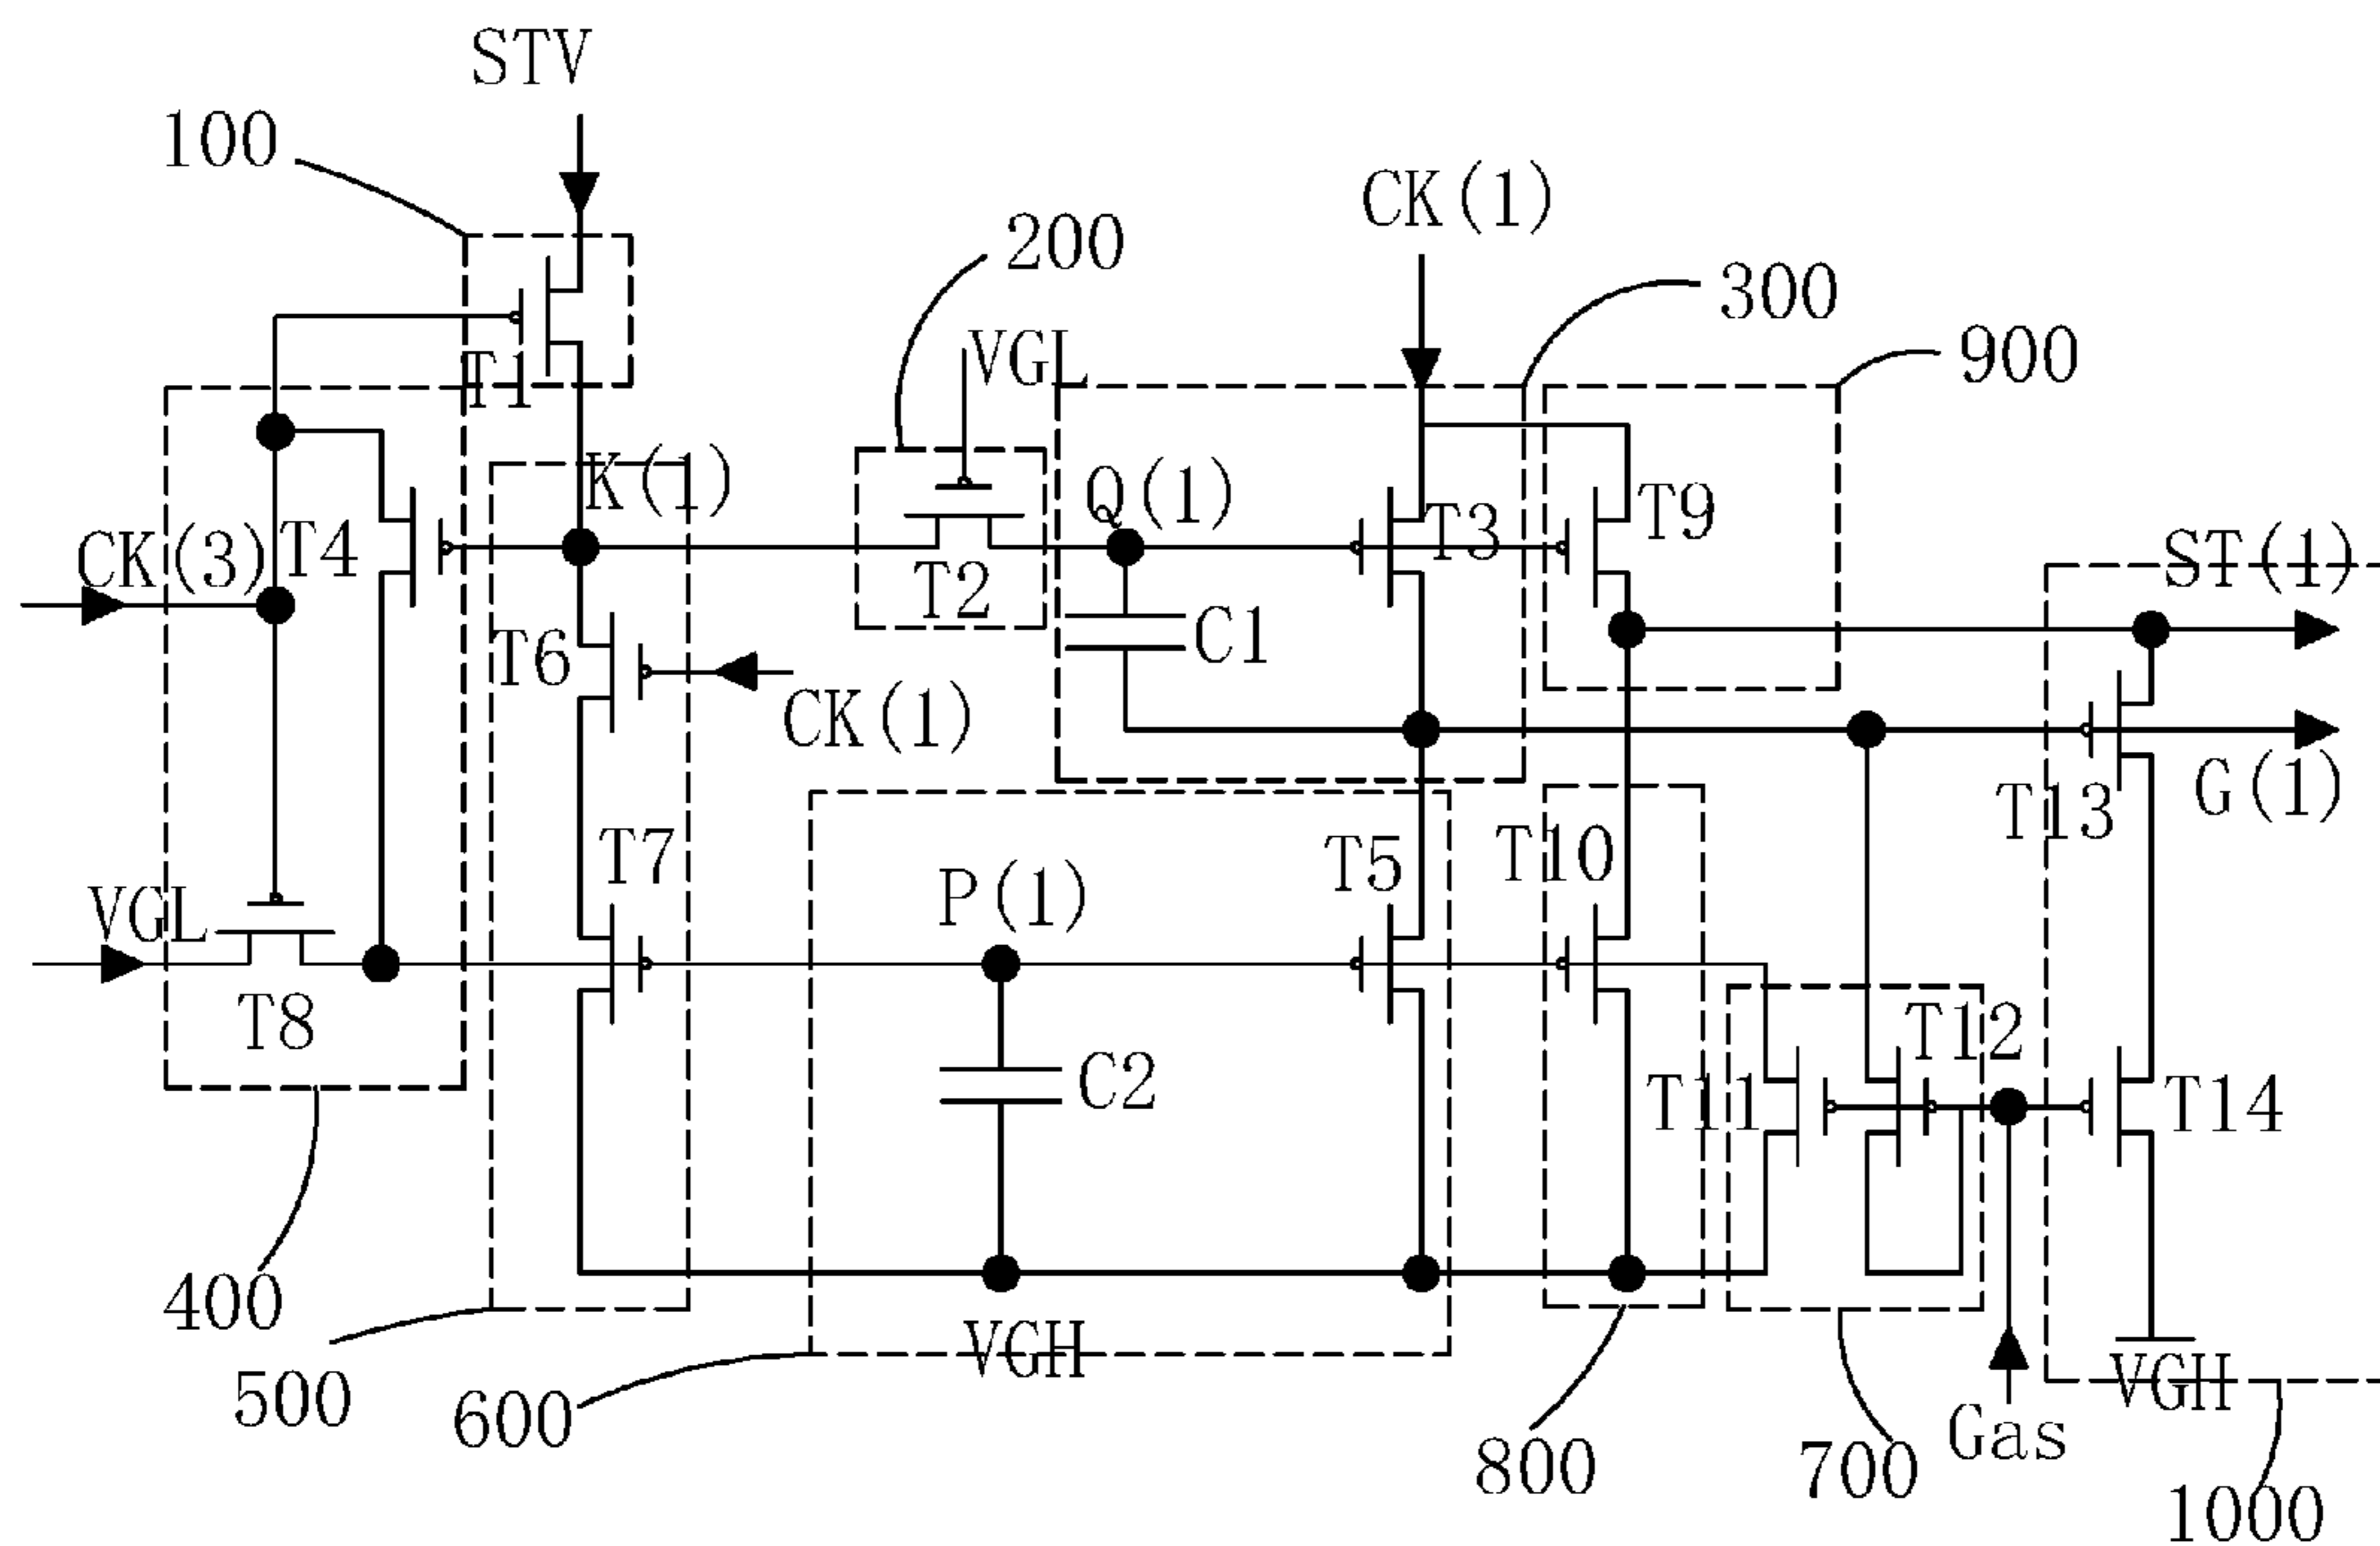 STV
100
CK(1)
200
300
VGL
900
T1
K(1)
Q(1)
T9
T3
CK(3)
T4
ST(1)
T2
C1
T6
CK(1)
G(1)
T13
T7
T5
T10
P(1)
VGL
T8
T12
C2
T11
T14
400
VGH
VGH
500
600
Gas
800
700
1000